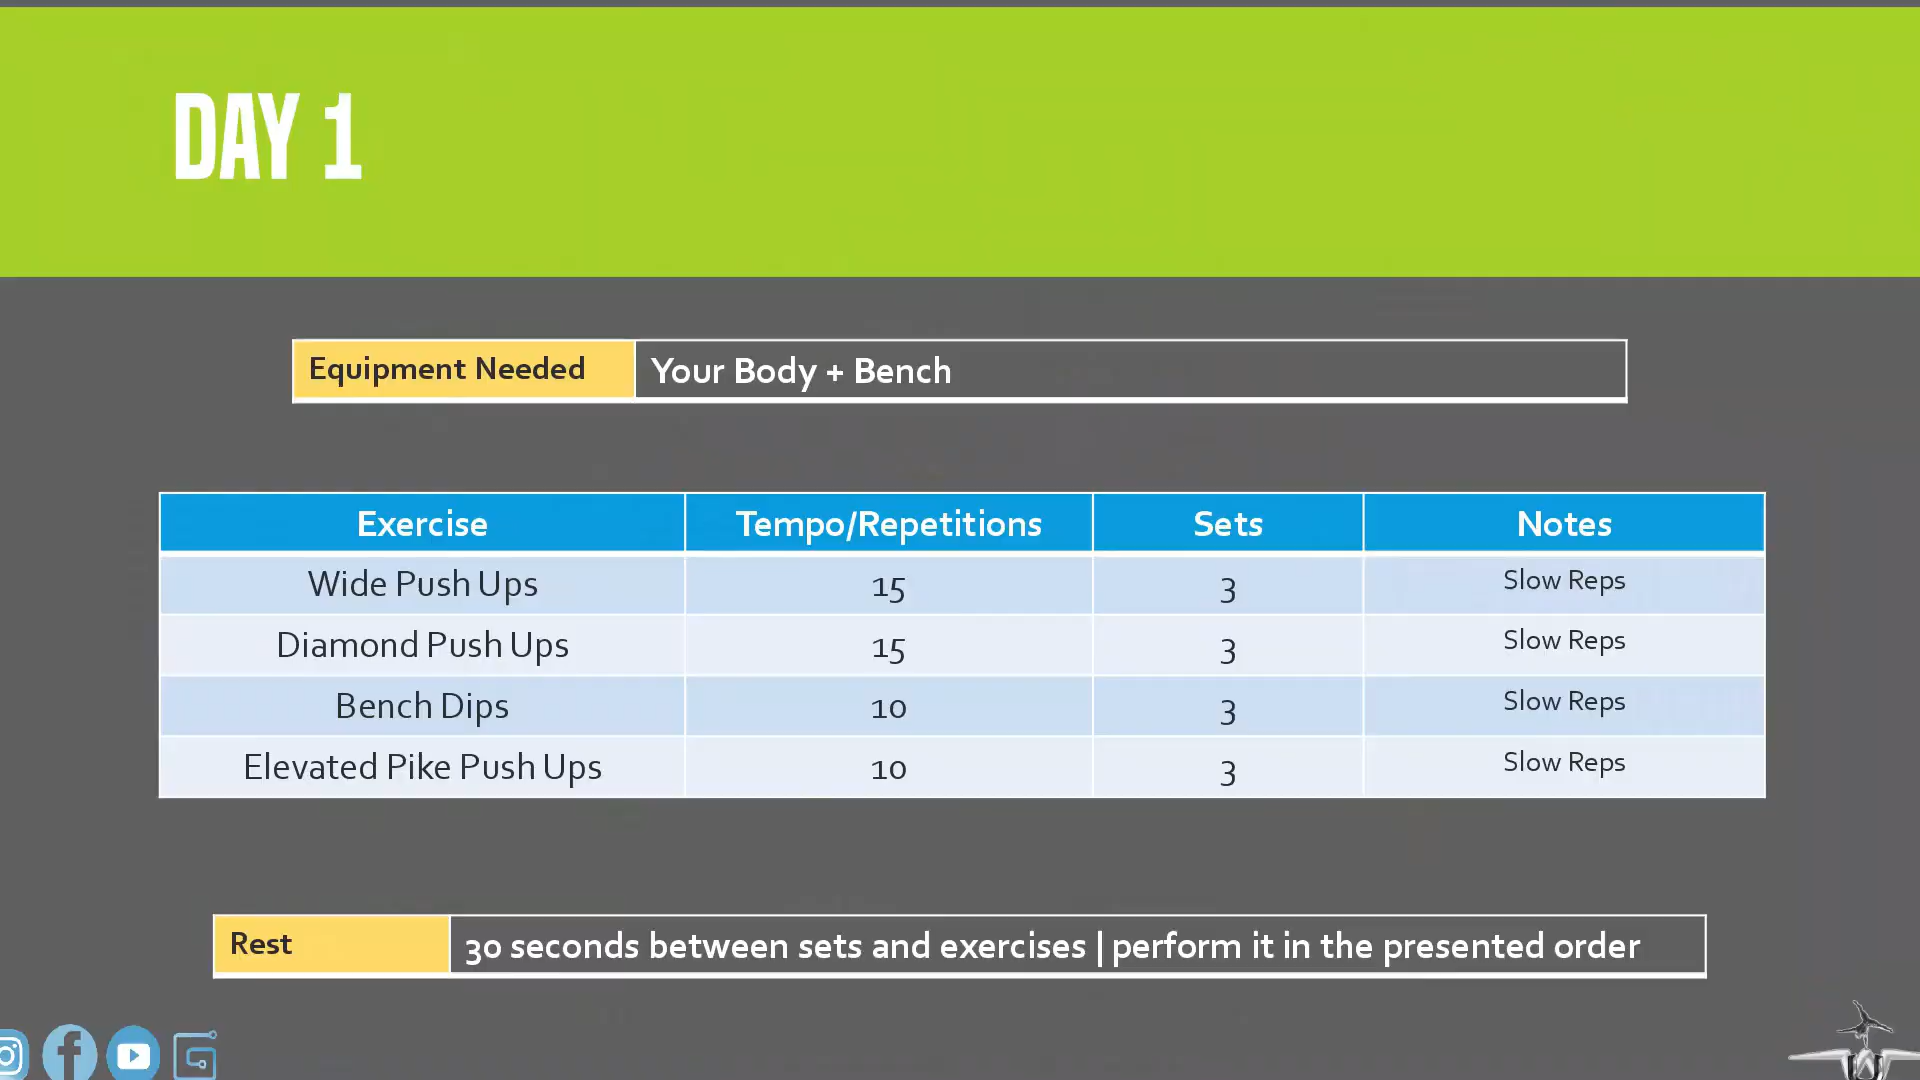 DAY 1
Equipment Needed Your Body + Bench
Exercise Tempo/Repetitions Sets Notes
Wide Push Ups 15 3 Slow Reps
Diamond Push Ups 15 3 Slow Reps
Bench Dips 10 3 Slow Reps
Elevated Pike Push Ups 10 3 Slow Reps
Rest 30 seconds between sets and exercises | perform it in the presented order